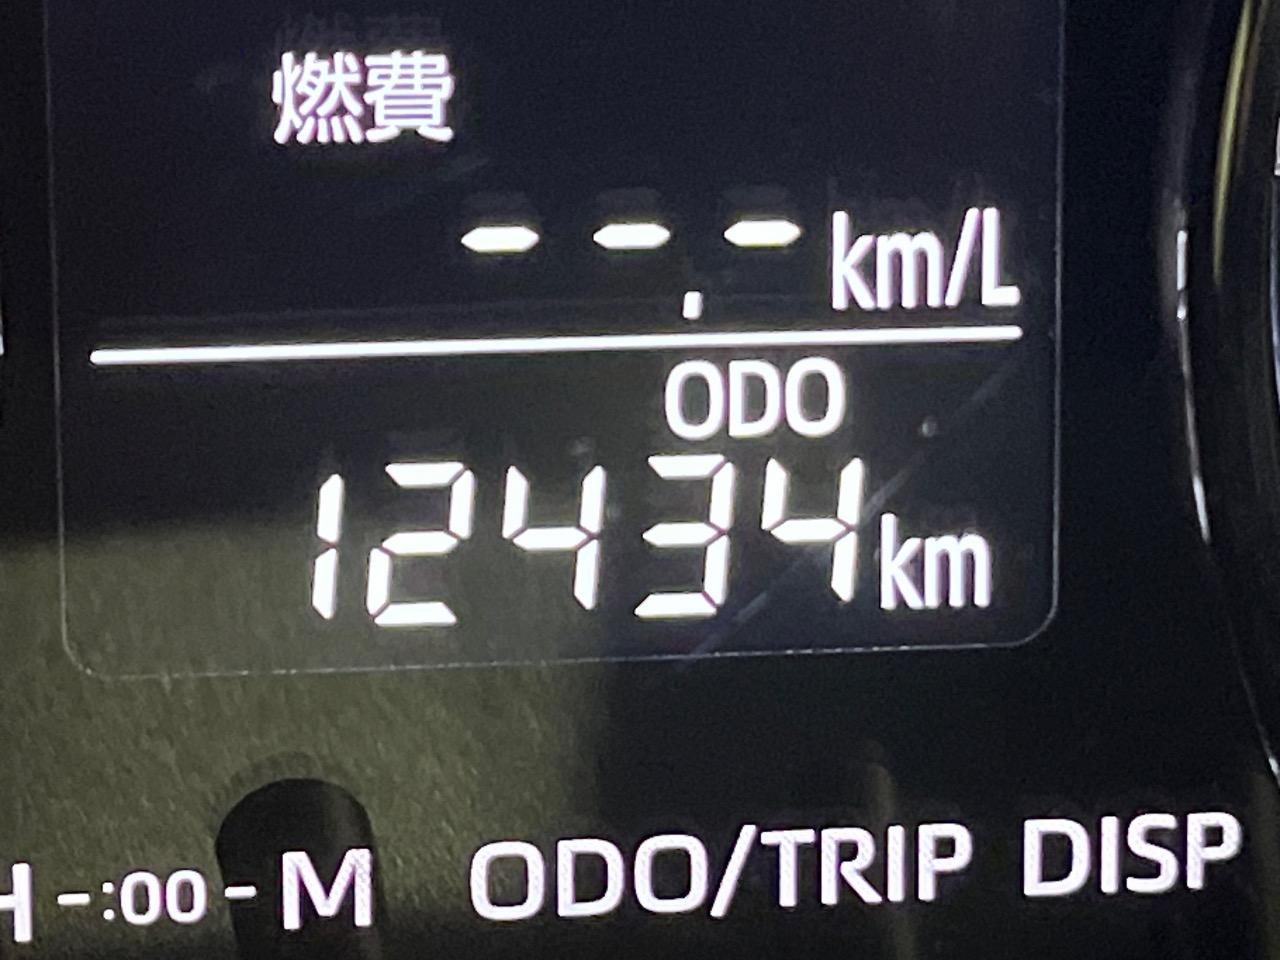 燃費
--.- km/L
ODO
12434 km
H -:00- M ODO/TRIP DISP